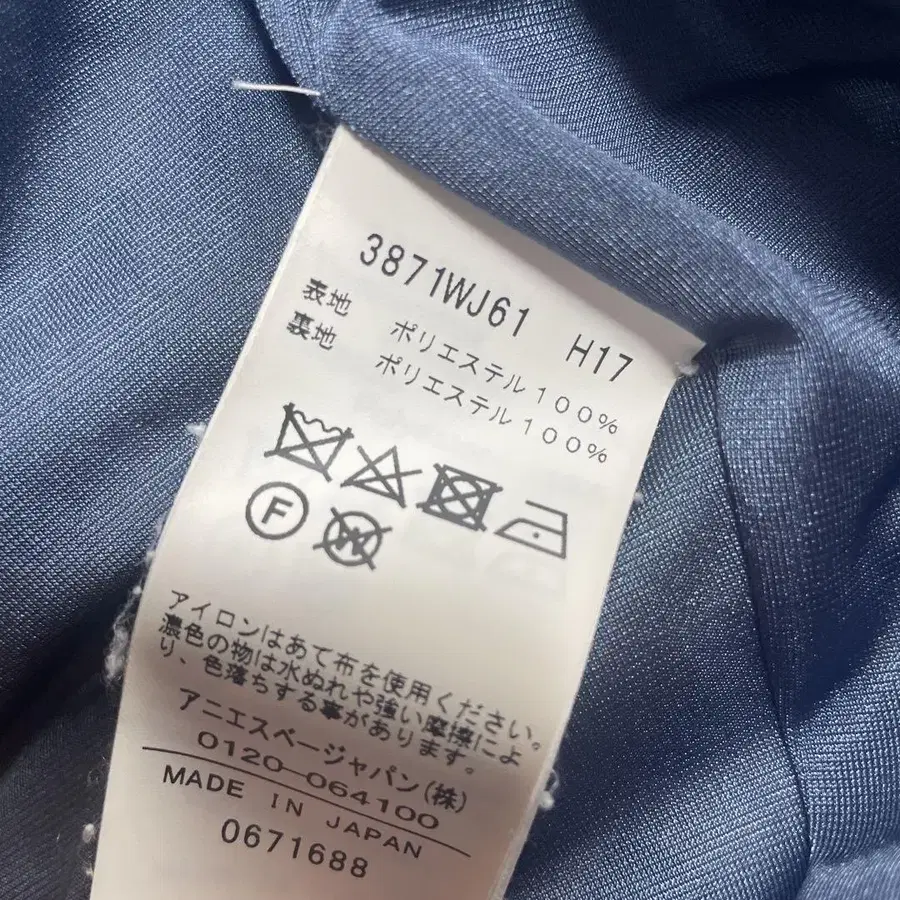 3871WJ61 H17
表地 ポリエステル100%
裏地 ポリエステル100%
F
W
アイロンはあて布を使用ください。
濃色の物は水ぬれや強い摩擦によ
り、色落ちする事があります。
アニエスベージャパン(株)
0120-064100
MADE IN JAPAN
0671688